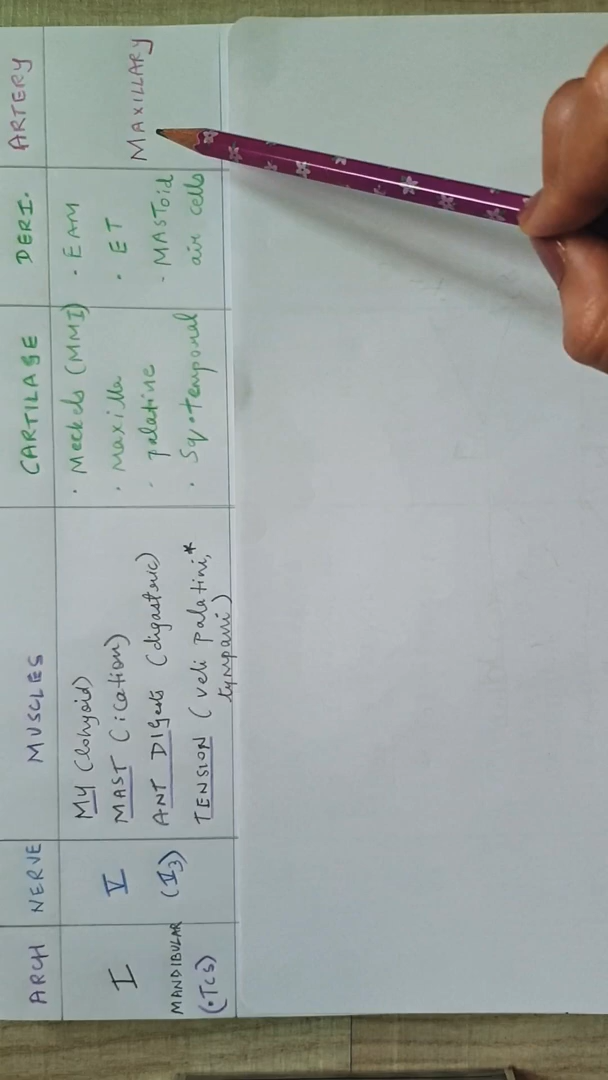 ARCH NERVE MUSCLES CARTILAGE DERI. ARTERY
I
MANDIBULAR
(·TCS)
V
(V3)
MY (lohyoid)
MAST (ication)
ANT DIgests (digastric)
TENSION (veli palatini,*
tympani)
· Meckels (MMI)
· maxilla
· palatine
· Sq. temporal
· EAM
· ET
· MASToid
air cells
MAXILLARY